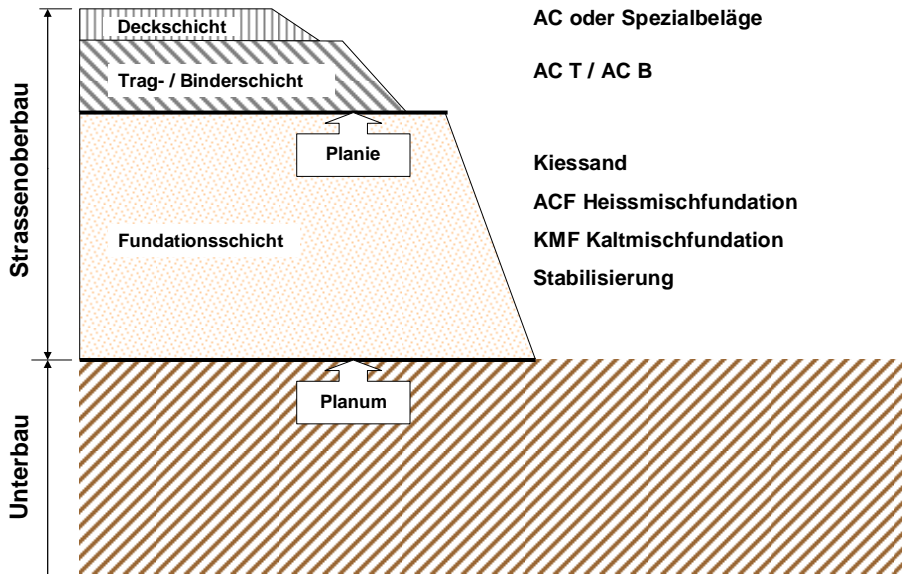 Deckschicht
AC oder Spezialbeläge
Trag- / Binderschicht
AC T / AC B
Strassenoberbau
Planie
Kiessand
ACF Heissmischfundation
Fundationsschicht
KMF Kaltmischfundation
Stabilisierung
Planum
Unterbau